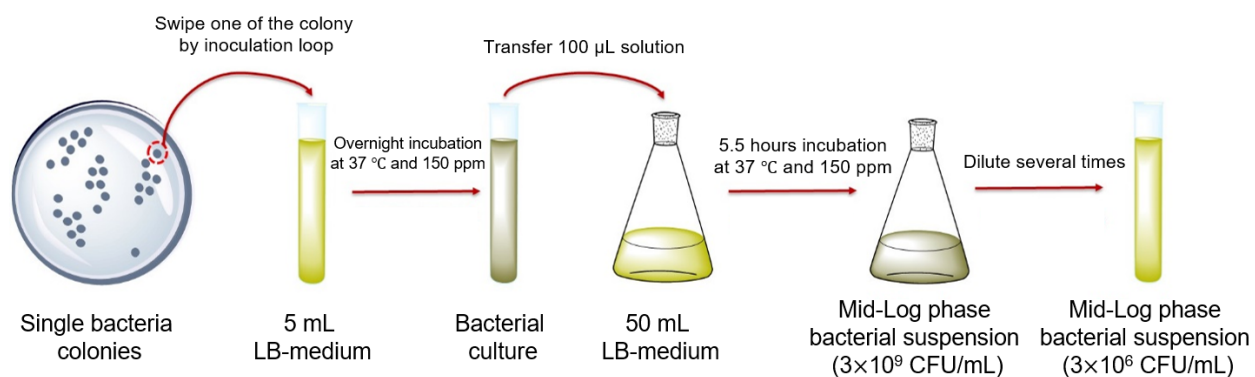 Swipe one of the colony
by inoculation loop
Transfer 100 µL solution
Overnight incubation
at 37 ℃ and 150 ppm
5.5 hours incubation
at 37 ℃ and 150 ppm
Dilute several times
Single bacteria
colonies
5 mL
LB-medium
Bacterial
culture
50 mL
LB-medium
Mid-Log phase
bacterial suspension
(3×10⁹ CFU/mL)
Mid-Log phase
bacterial suspension
(3×10⁶ CFU/mL)